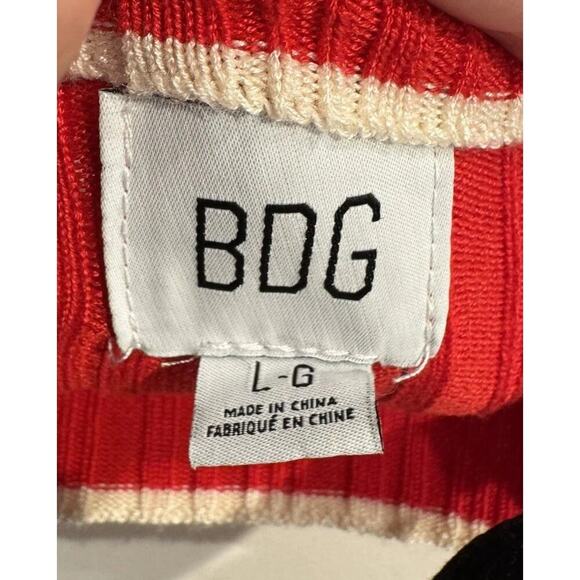 BDG
L-G
MADE IN CHINA
FABRIQUÉ EN CHINE